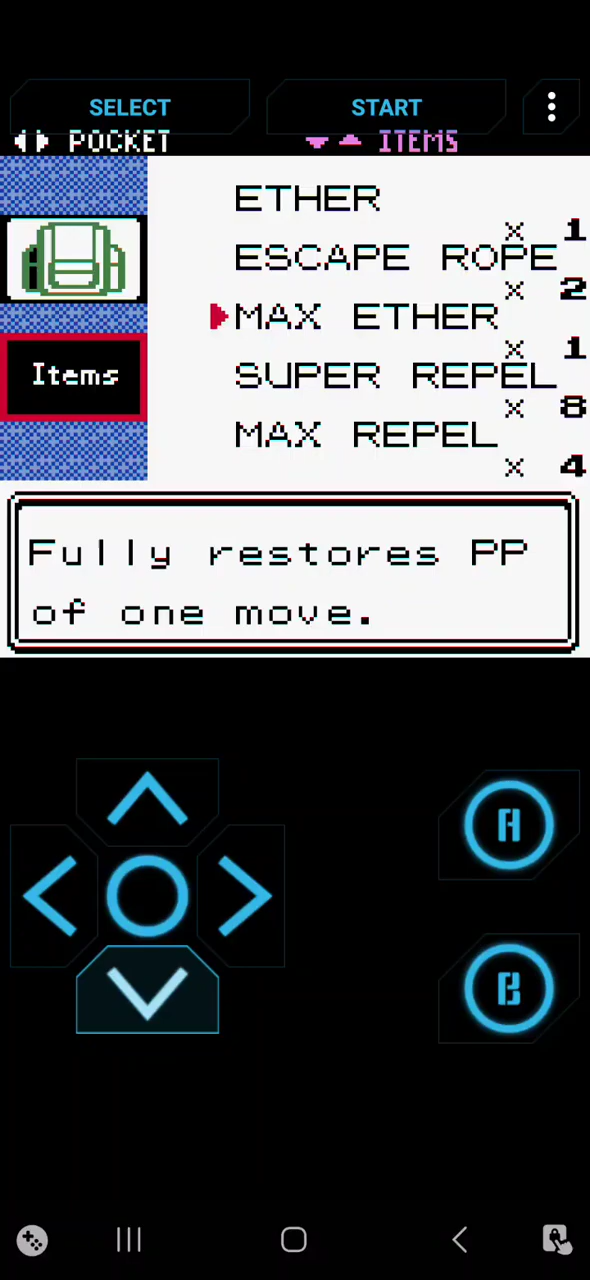 SELECT
START
POCKET
ITEMS
ETHER
× 1
ESCAPE ROPE
× 2
MAX ETHER
× 1
SUPER REPEL
× 8
MAX REPEL
× 4
Items
Fully restores PP
of one move.
A
B